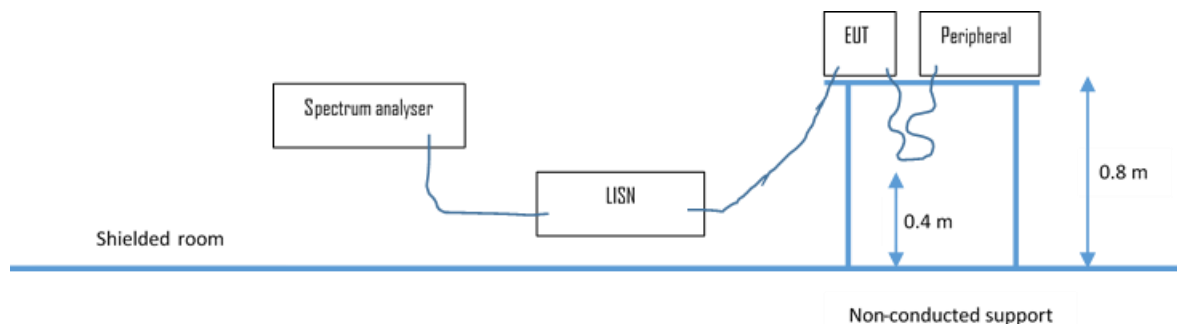 EUT
Peripheral
Spectrum analyser
LISN
0.8 m
0.4 m
Shielded room
Non-conducted support